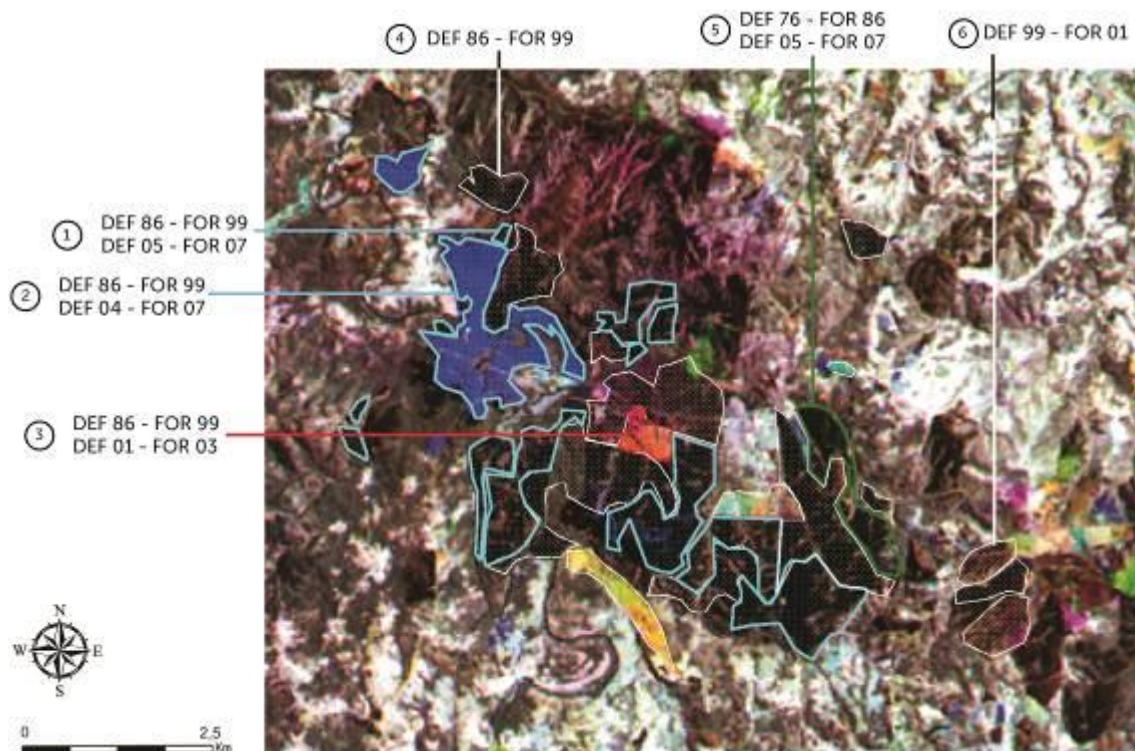 4 DEF 86 - FOR 99
5 DEF 76 - FOR 86
DEF 05 - FOR 07
6 DEF 99 - FOR 01
1 DEF 86 - FOR 99
DEF 05 - FOR 07
2 DEF 86 - FOR 99
DEF 04 - FOR 07
3 DEF 86 - FOR 99
DEF 01 - FOR 03
N
W E
S
0 2.5
Km